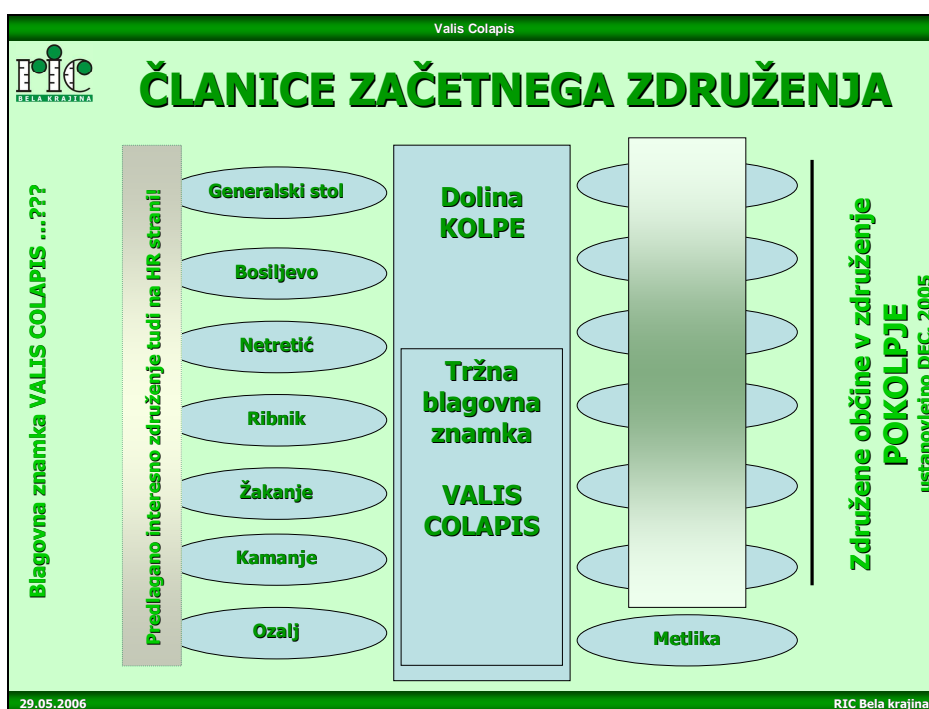 Valis Colapis
ric
BELA KRAJINA
ČLANICE ZAČETNEGA ZDRUŽENJA
Blagovna znamka VALIS COLAPIS ...???
Predlagano interesno združenje tudi na HR strani!
Generalski stol
Bosiljevo
Netretić
Ribnik
Žakanje
Kamanje
Ozalj
Dolina
KOLPE
Tržna
blagovna
znamka
VALIS
COLAPIS
Metlika
Združene občine v združenje
POKOLPJE
ustanovljeno DEC. 2005
29.05.2006
RIC Bela krajina